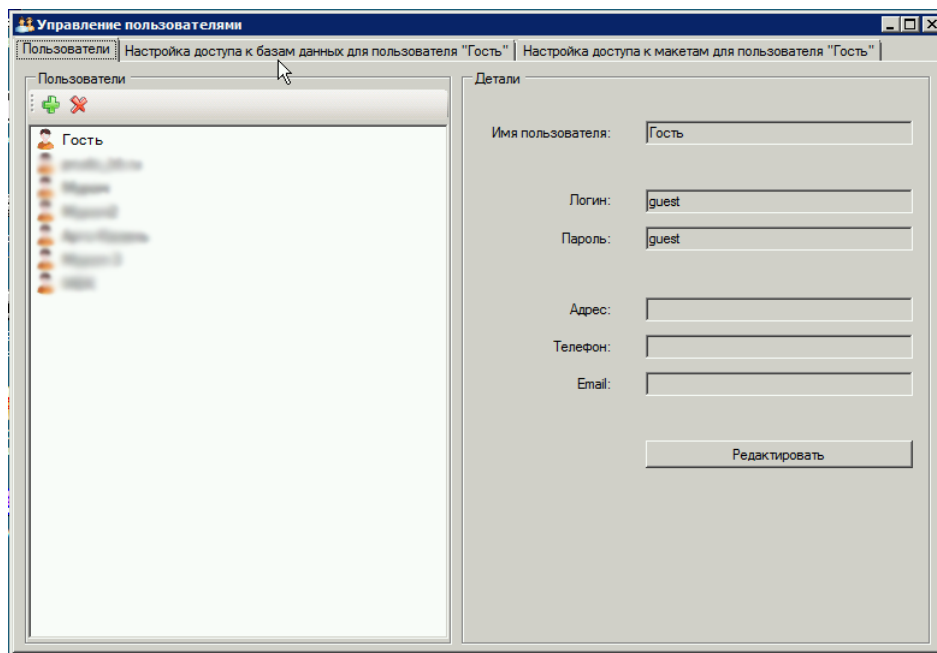 Управление пользователями
Пользователи Настройка доступа к базам данных для пользователя "Гость" Настройка доступа к макетам для пользователя "Гость"
Пользователи
Гость
Детали
Имя пользователя: Гость
Логин: guest
Пароль: guest
Адрес:
Телефон:
Email:
Редактировать